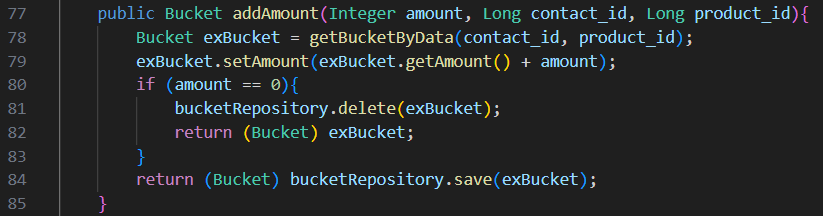 77 public Bucket addAmount(Integer amount, Long contact_id, Long product_id){
78 Bucket exBucket = getBucketByData(contact_id, product_id);
79 exBucket.setAmount(exBucket.getAmount() + amount);
80 if (amount == 0){
81 bucketRepository.delete(exBucket);
82 return (Bucket) exBucket;
83 }
84 return (Bucket) bucketRepository.save(exBucket);
85 }